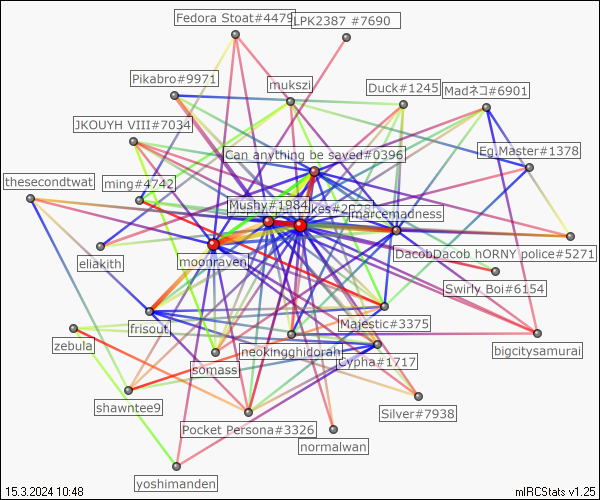 Fedora Stoat#4479
LPK2387 #7690
Pikabro#9971
mukszi
Duck#1245
Madネコ#6901
JKOUYH VIII#7034
Can anything be saved#0396
Eg.Master#1378
thesecondtwat
ming#4742
Mushy#1984
marcemadness
eliakith
moonravenj
DacobDacob hORNY police#5271
Swirly Boi#6154
frisout
Majestic#3375
zebula
neokingghidorah
bigcitysamurai
somass
Cypha#1717
shawntee9
Silver#7938
Pocket Persona#3326
normalwan
yoshimanden
15.3.2024 10:48
mIRCStats v1.25